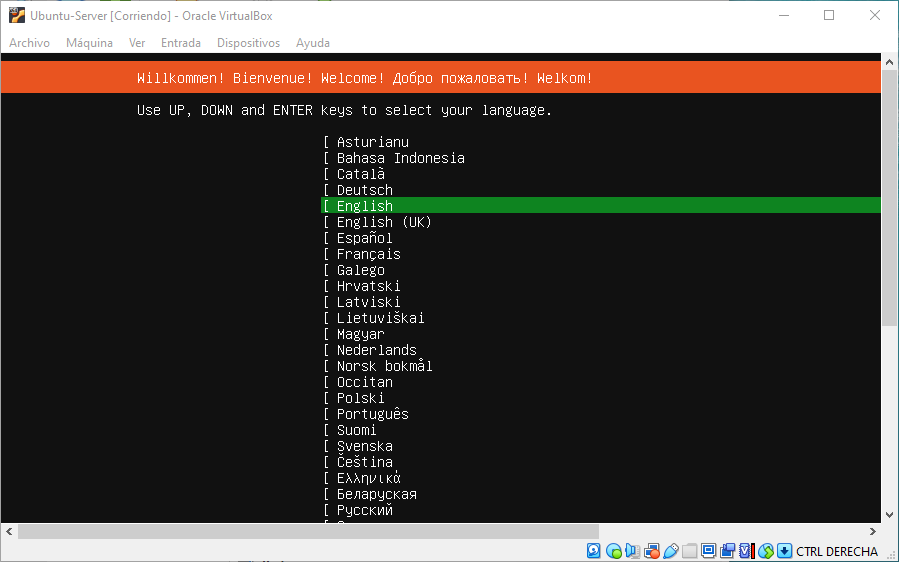 Ubuntu-Server [Corriendo] - Oracle VirtualBox
Archivo Máquina Ver Entrada Dispositivos Ayuda
Willkommen! Bienvenue! Welcome! Добро пожаловать! Welkom!
Use UP, DOWN and ENTER keys to select your language.
[ Asturianu
[ Bahasa Indonesia
[ Català
[ Deutsch
[ English
[ English (UK)
[ Español
[ Français
[ Galego
[ Hrvatski
[ Latviski
[ Lietuviškai
[ Magyar
[ Nederlands
[ Norsk bokmål
[ Occitan
[ Polski
[ Português
[ Suomi
[ Svenska
[ Čeština
[ Ελληνικά
[ Беларуская
[ Русский
CTRL DERECHA